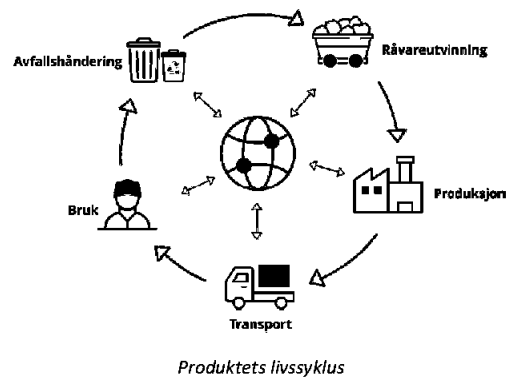 Avfallshåndering
Råvareutvinning
Produksjon
Transport
Bruk
Produktets livssyklus